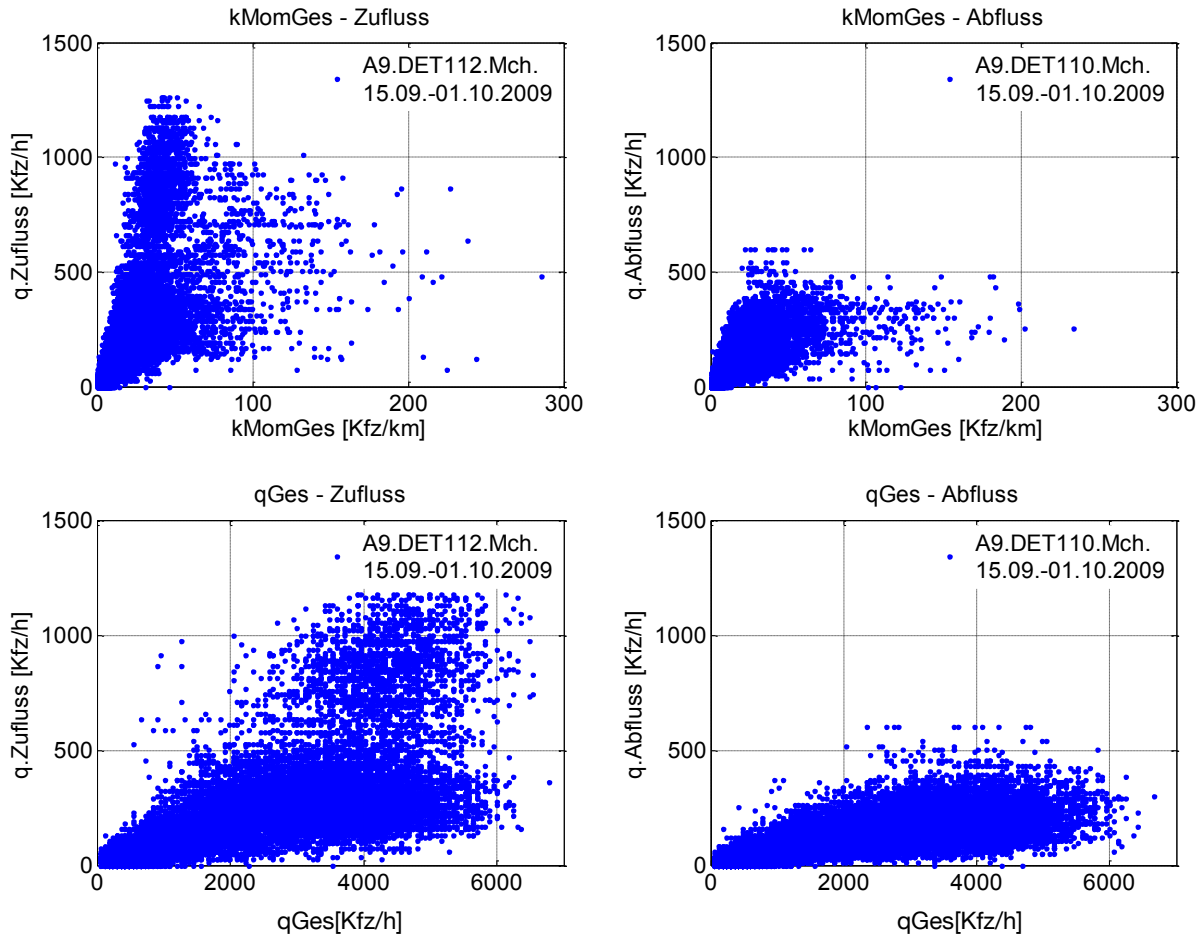 kMomGes - Zufluss
1500
1000
500
0
0
100
200
300
q.Zufluss [Kfz/h]
kMomGes [Kfz/km]
A9.DET112.Mch.
15.09.-01.10.2009
kMomGes - Abfluss
1500
1000
500
0
0
100
200
300
q.Abfluss [Kfz/h]
kMomGes [Kfz/km]
A9.DET110.Mch.
15.09.-01.10.2009
qGes - Zufluss
1500
1000
500
0
0
2000
4000
6000
q.Zufluss [Kfz/h]
qGes[Kfz/h]
A9.DET112.Mch.
15.09.-01.10.2009
qGes - Abfluss
1500
1000
500
0
0
2000
4000
6000
q.Abfluss [Kfz/h]
qGes[Kfz/h]
A9.DET110.Mch.
15.09.-01.10.2009